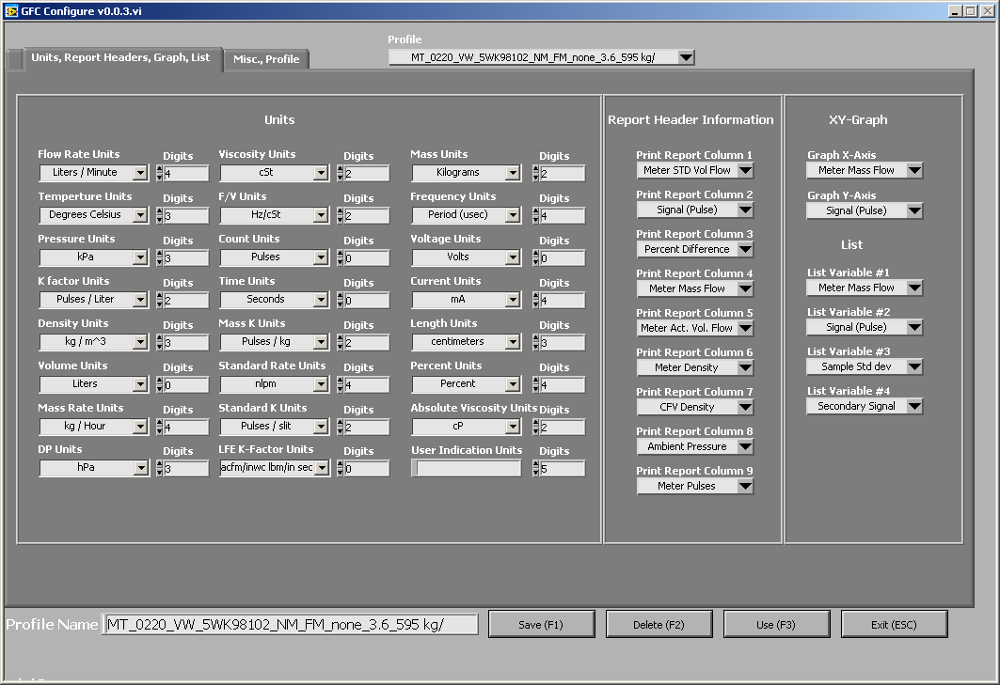 GFC Configure v0.0.3.vi
Profile
Units, Report Headers, Graph, List
Misc., Profile
MT_0220_VW_5WK98102_NM_FM_none_3.6_595 kg/
Units
Flow Rate Units Digits Viscosity Units Digits Mass Units Digits
Liters / Minute 4 cSt 2 Kilograms 2
Temperture Units Digits F/V Units Digits Frequency Units Digits
Degrees Celsius 3 Hz/cSt 2 Period (usec) 4
Pressure Units Digits Count Units Digits Voltage Units Digits
kPa 3 Pulses 0 Volts 0
K factor Units Digits Time Units Digits Current Units Digits
Pulses / Liter 2 Seconds 0 mA 4
Density Units Digits Mass K Units Digits Length Units Digits
kg / m^3 3 Pulses / kg 2 centimeters 3
Volume Units Digits Standard Rate Units Digits Percent Units Digits
Liters 0 nlpm 4 Percent 4
Mass Rate Units Digits Standard K Units Digits Absolute Viscosity Units Digits
kg / Hour 4 Pulses / slit 2 cP 2
DP Units Digits LFE K-Factor Units Digits User Indication Units Digits
hPa 3 acfm/inwc lbm/in sec 0 5
Report Header Information
Print Report Column 1
Meter STD Vol Flow
Print Report Column 2
Signal (Pulse)
Print Report Column 3
Percent Difference
Print Report Column 4
Meter Mass Flow
Print Report Column 5
Meter Act. Vol. Flow
Print Report Column 6
Meter Density
Print Report Column 7
CFV Density
Print Report Column 8
Ambient Pressure
Print Report Column 9
Meter Pulses
XY-Graph
Graph X-Axis
Meter Mass Flow
Graph Y-Axis
Signal (Pulse)
List
List Variable #1
Meter Mass Flow
List Variable #2
Signal (Pulse)
List Variable #3
Sample Std dev
List Variable #4
Secondary Signal
Profile Name MT_0220_VW_5WK98102_NM_FM_none_3.6_595 kg/ Save (F1) Delete (F2) Use (F3) Exit (ESC)